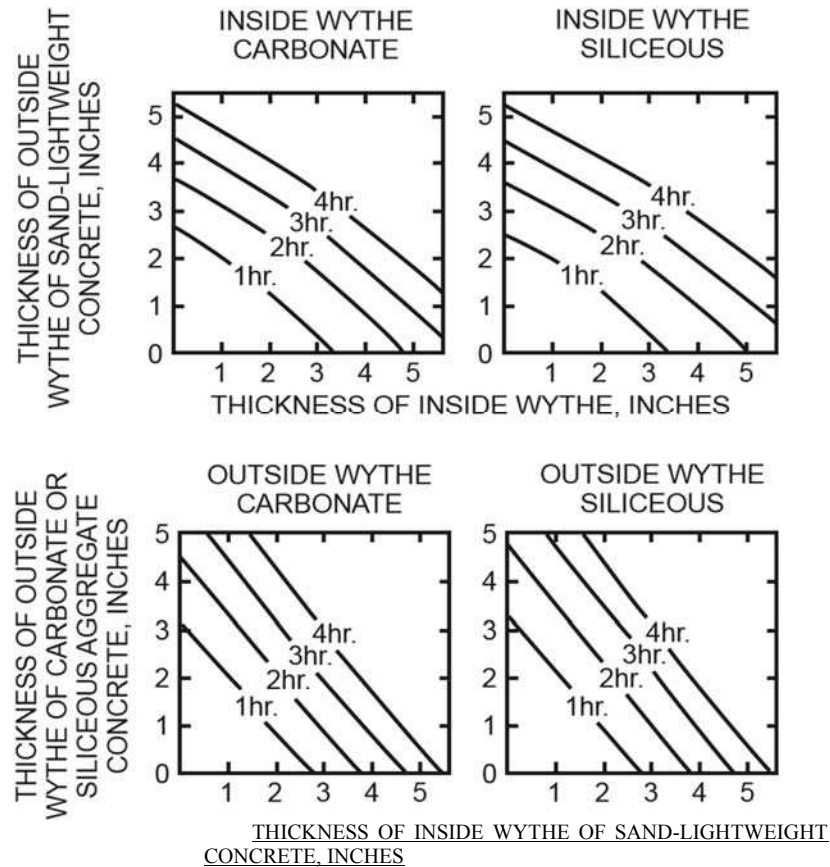 INSIDE WYTHE
CARBONATE
INSIDE WYTHE
SILICEOUS
THICKNESS OF OUTSIDE
WYTHE OF SAND-LIGHTWEIGHT
CONCRETE, INCHES
5
4
3
2
1
0
4hr.
3hr.
2hr.
1hr.
1 2 3 4 5
5
4
3
2
1
0
4hr.
3hr.
2hr.
1hr.
1 2 3 4 5
THICKNESS OF INSIDE WYTHE, INCHES
OUTSIDE WYTHE
CARBONATE
OUTSIDE WYTHE
SILICEOUS
THICKNESS OF OUTSIDE
WYTHE OF CARBONATE OR
SILICEOUS AGGREGATE
CONCRETE, INCHES
5
4
3
2
1
0
4hr.
3hr.
2hr.
1hr.
1 2 3 4 5
5
4
3
2
1
0
4hr.
3hr.
2hr.
1hr.
1 2 3 4 5
THICKNESS OF INSIDE WYTHE OF SAND-LIGHTWEIGHT
CONCRETE, INCHES